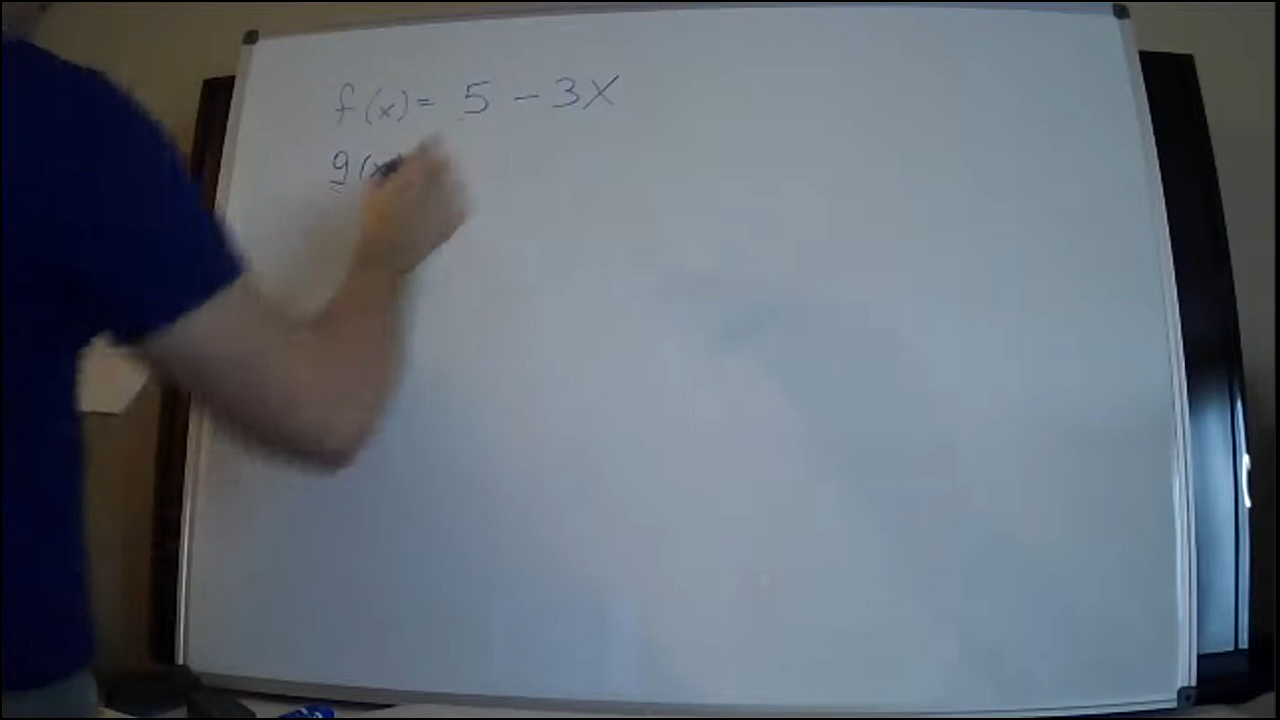 f(x) = 5 - 3x
g(x)